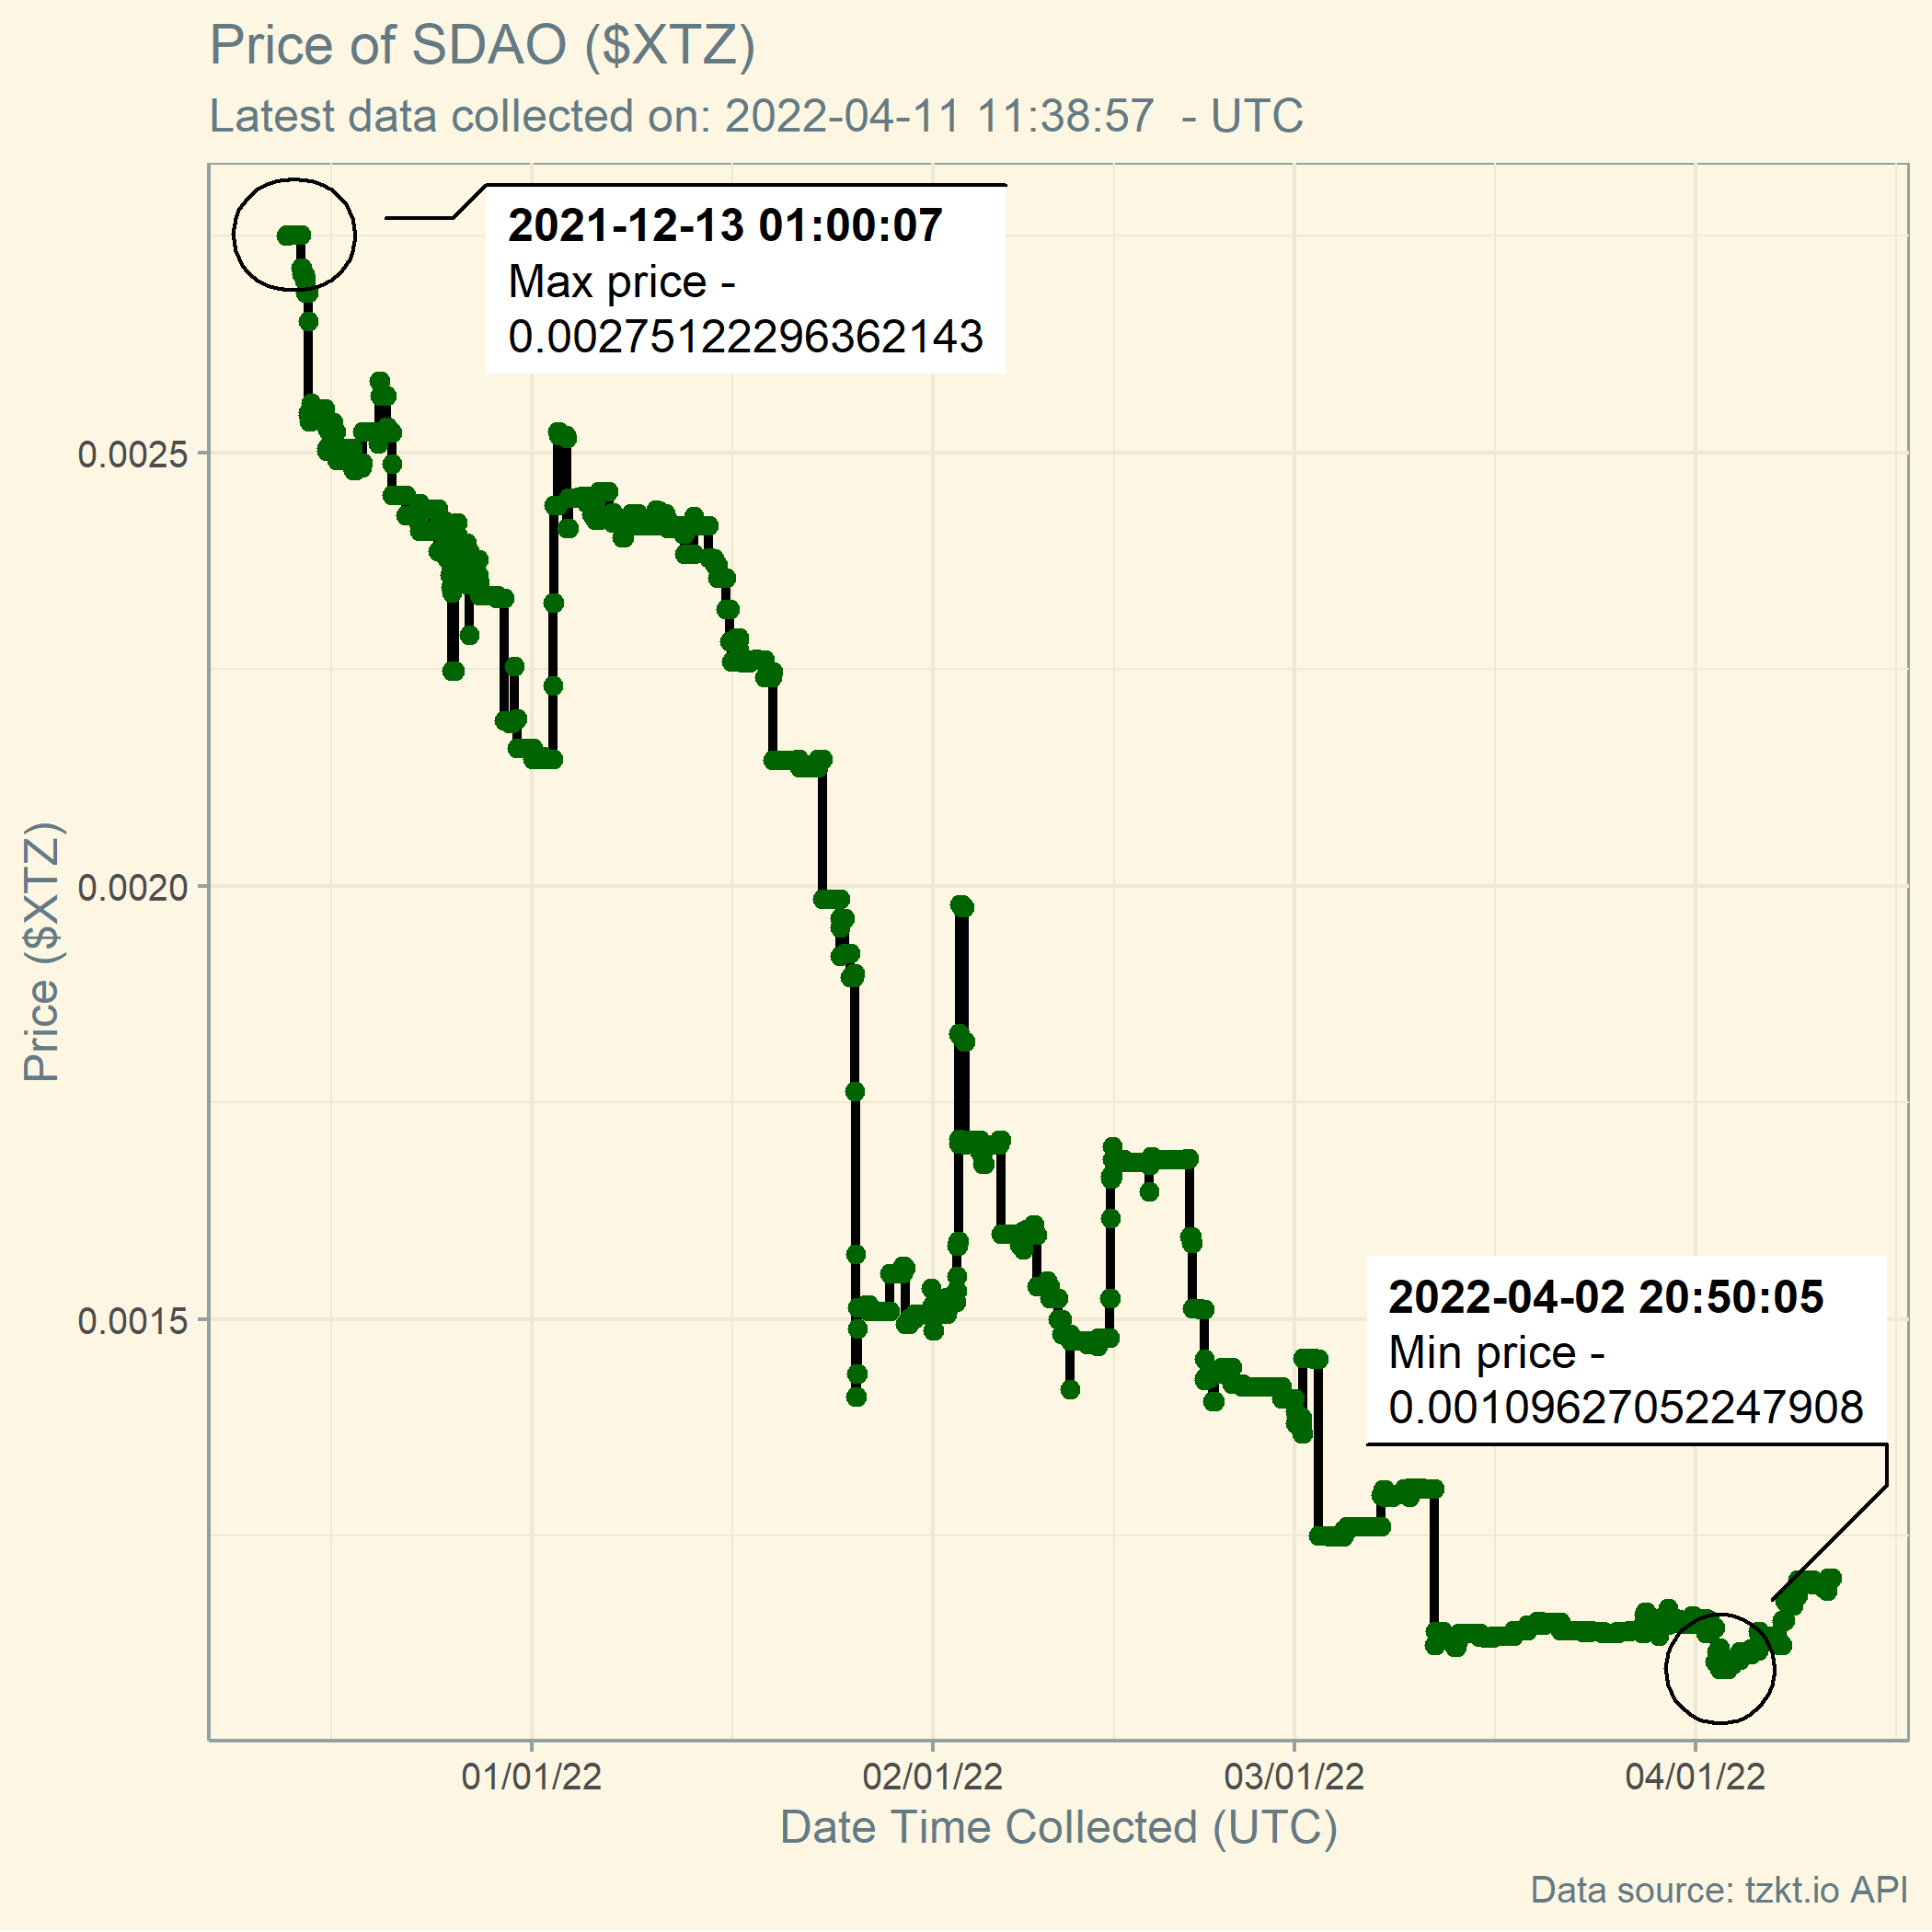 Price of SDAO ($XTZ)
Latest data collected on: 2022-04-11 11:38:57  - UTC
2021-12-13 01:00:07
Max price -
0.00275122296362143
0.0025
0.0020
0.0015
Price ($XTZ)
2022-04-02 20:50:05
Min price -
0.00109627052247908
01/01/22
02/01/22
03/01/22
04/01/22
Date Time Collected (UTC)
Data source: tzkt.io API